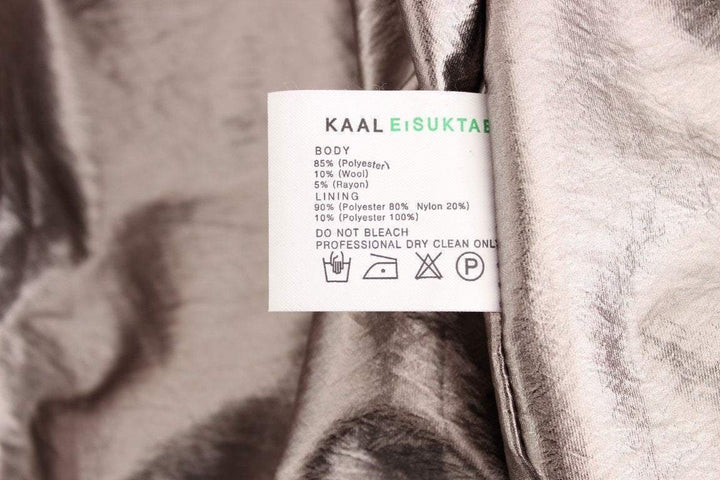 KAAL EISUKTAE
BODY
85% (Polyester)
10% (Wool)
5% (Rayon)
LINING
90% (Polyester 80% Nylon 20%)
10% (Polyester 100%)
DO NOT BLEACH
PROFESSIONAL DRY CLEAN ONLY
P